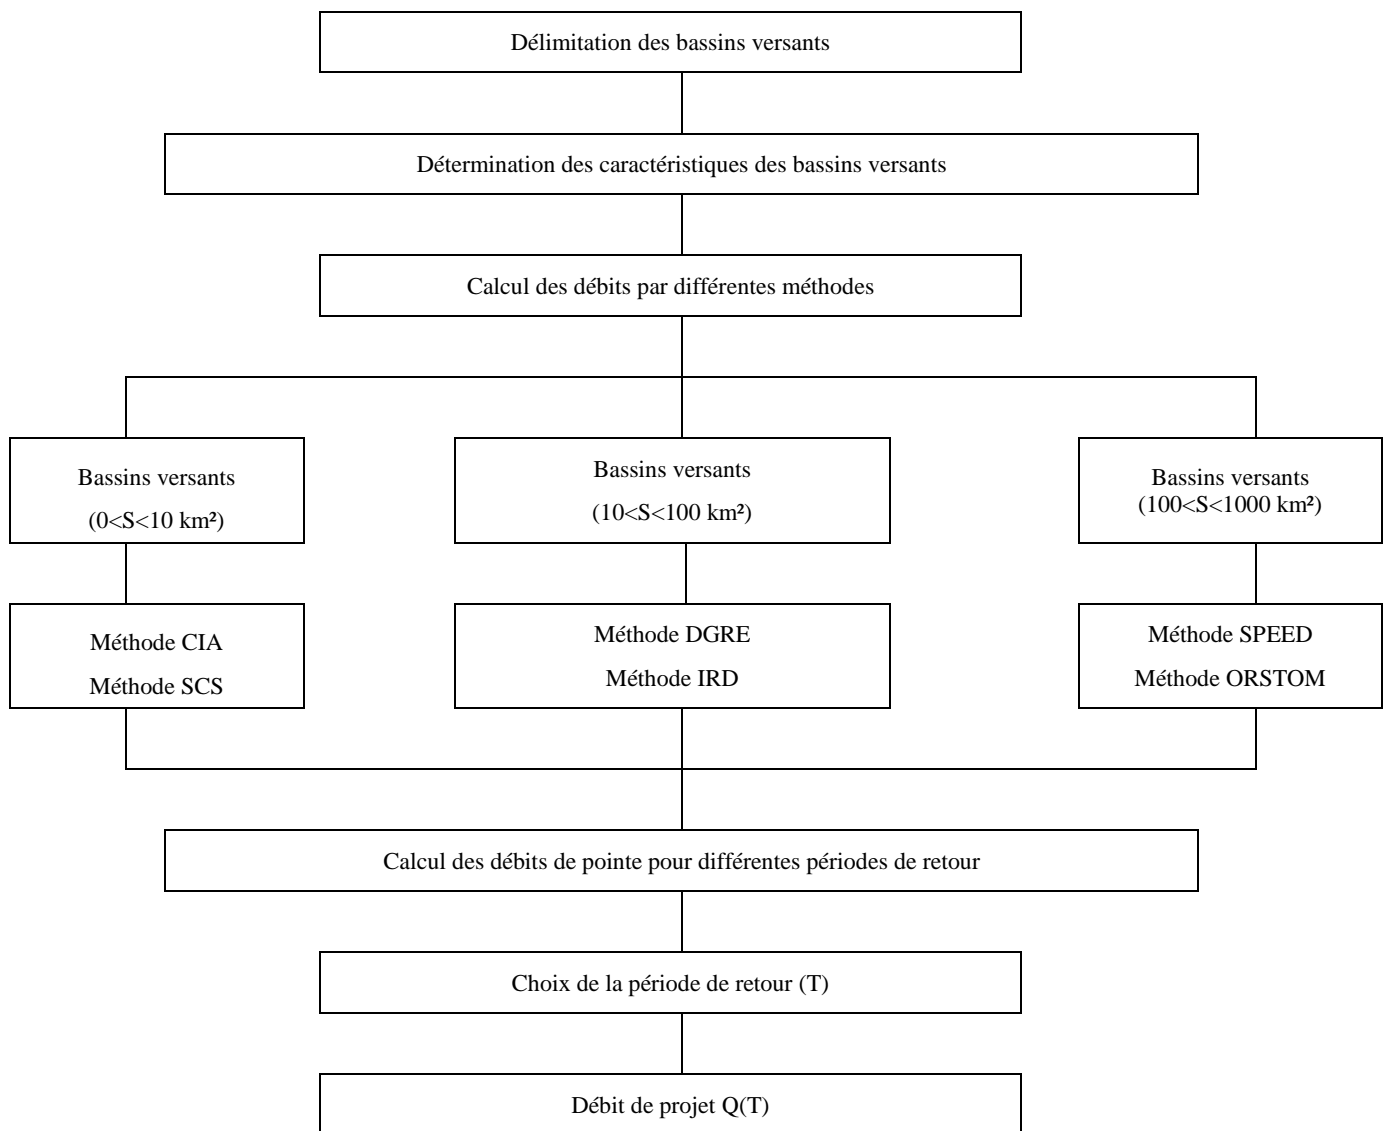 Délimitation des bassins versants
Détermination des caractéristiques des bassins versants
Calcul des débits par différentes méthodes
Bassins versants
(0<S<10 km²)
Bassins versants
(10<S<100 km²)
Bassins versants
(100<S<1000 km²)
Méthode CIA
Méthode SCS
Méthode DGRE
Méthode IRD
Méthode SPEED
Méthode ORSTOM
Calcul des débits de pointe pour différentes périodes de retour
Choix de la période de retour (T)
Débit de projet Q(T)